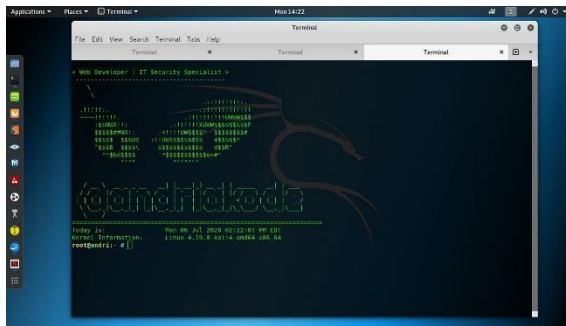 Applications ▾ Places ▾ Terminal ▾ Mon 14:22
Terminal
File Edit View Search Terminal Tabs Help
Terminal × Terminal × Terminal ×
< Web Developer | IT Security Specialist >
Today is: Mon 06 Jul 2020 02:22:07 PM EDT
Kernel Information: Linux 4.19.0-kali4-amd64 x86_64
root@andri:~ #